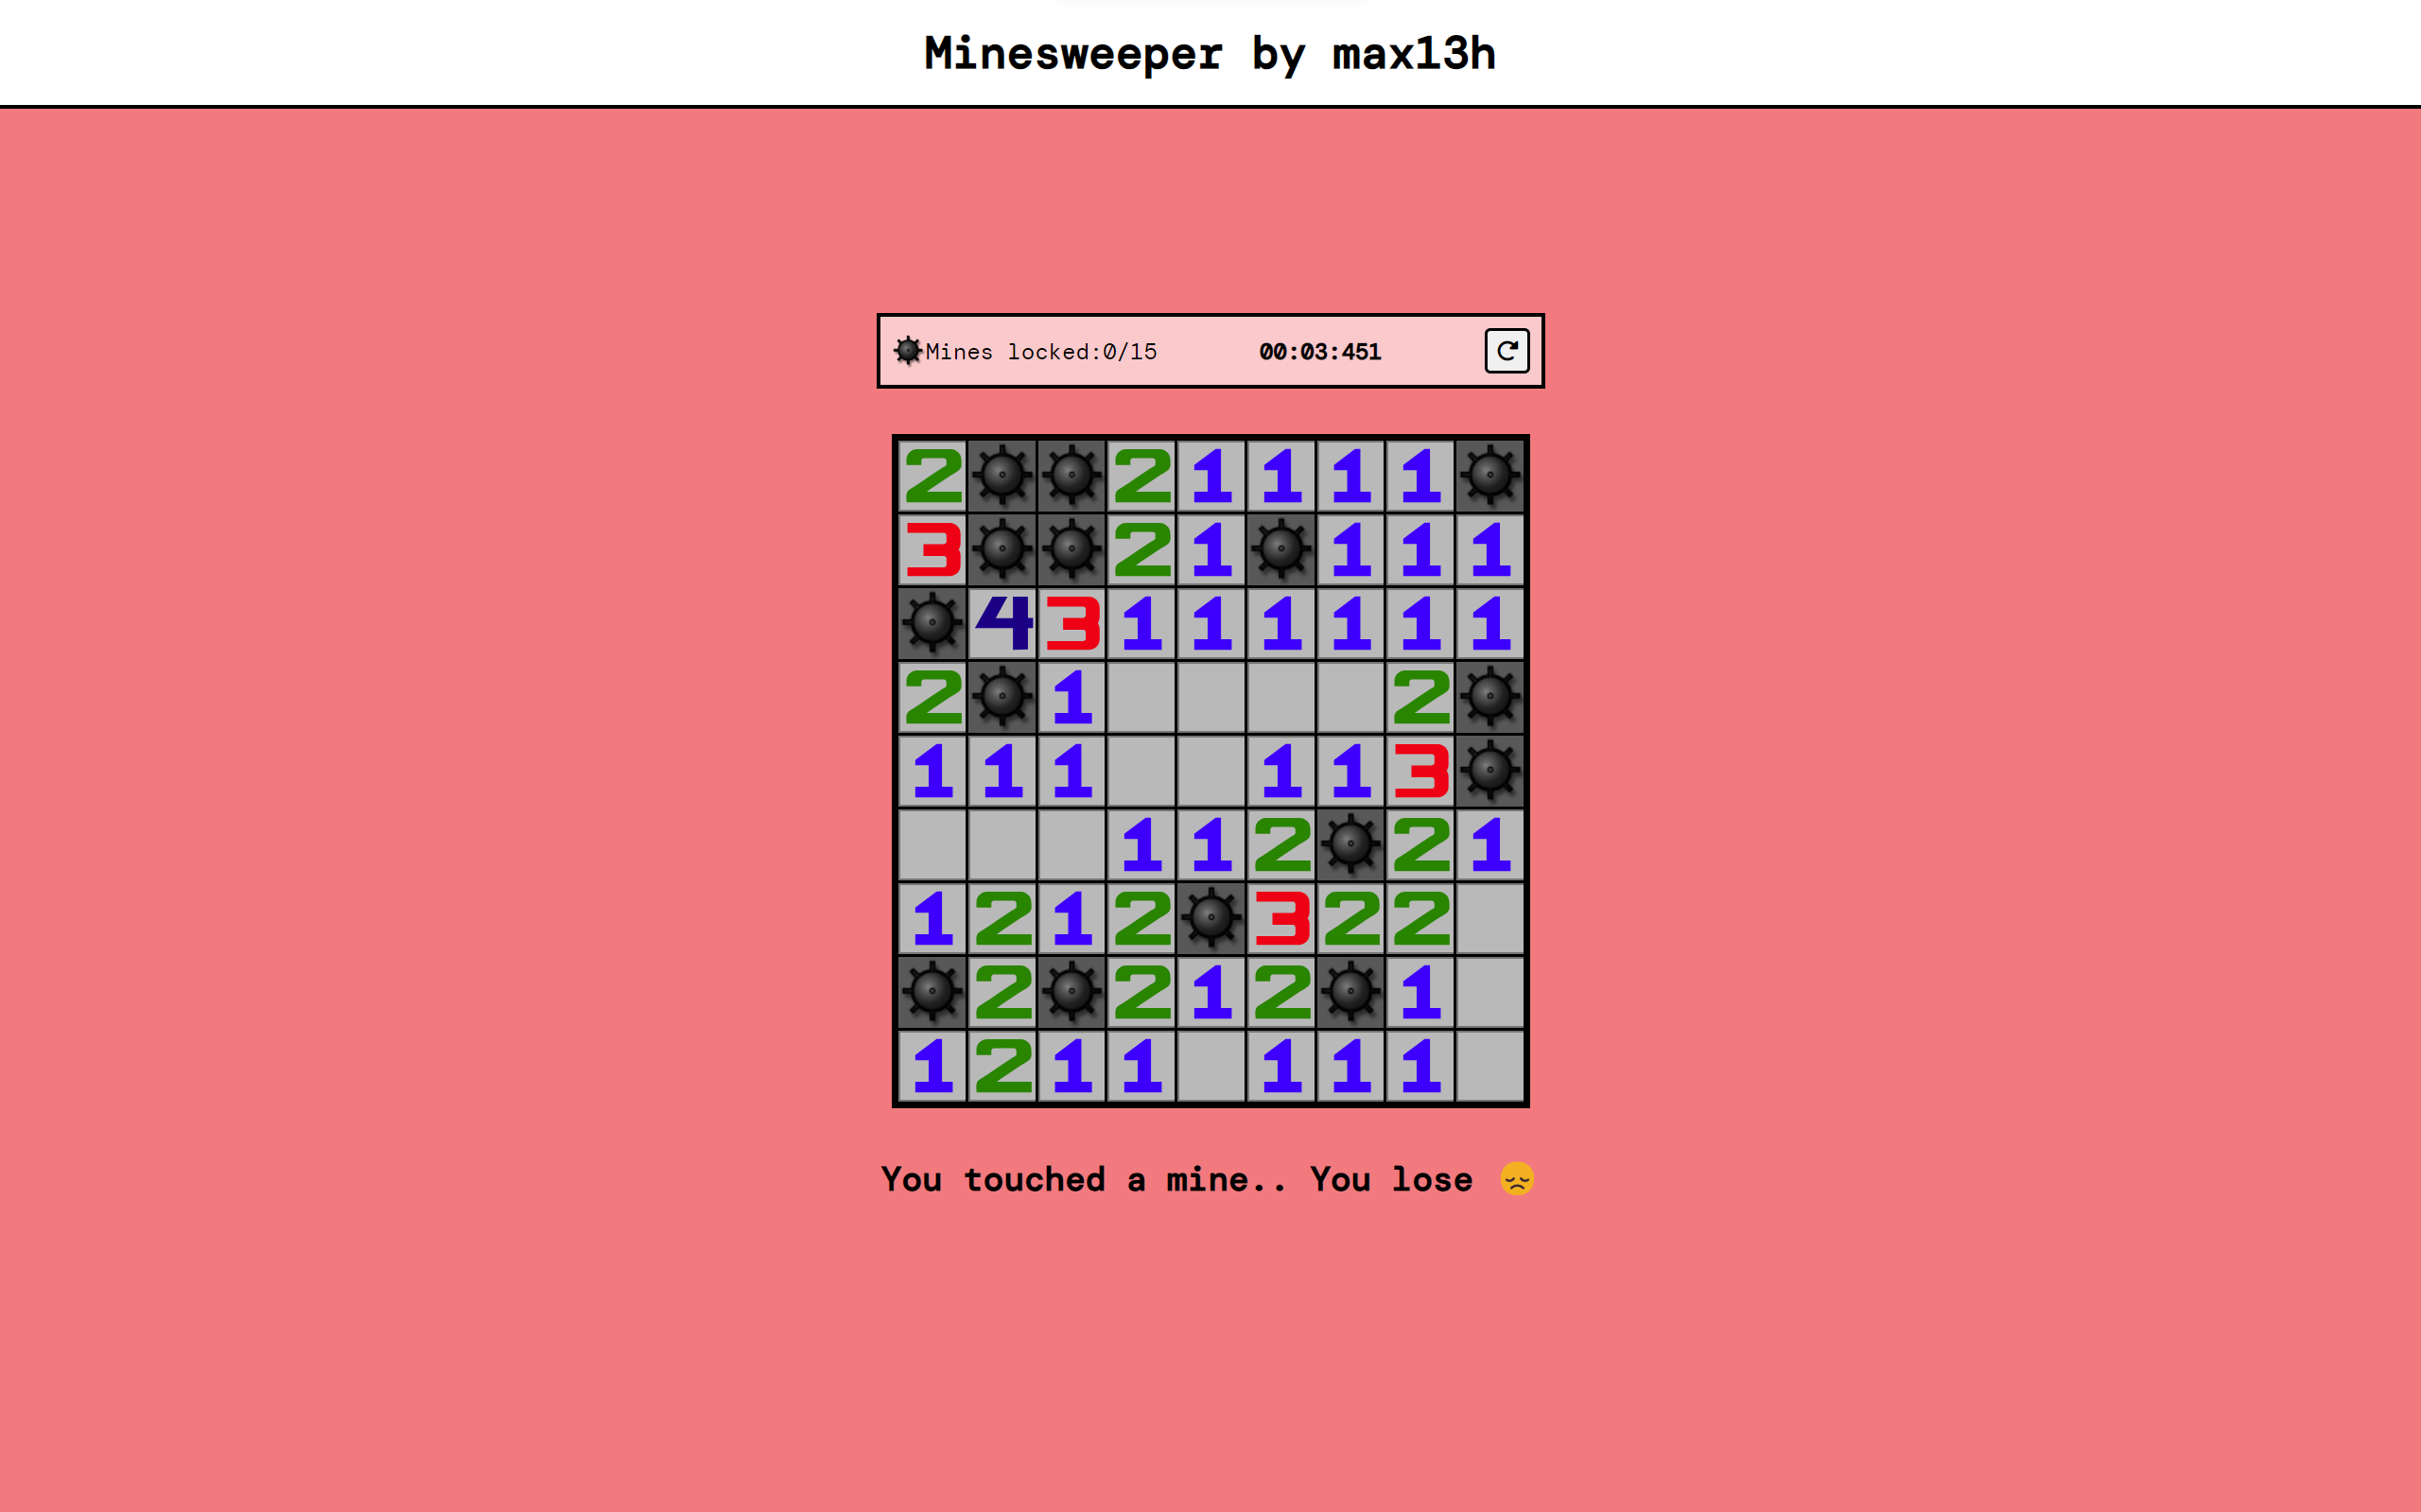 Minesweeper by max13h
Mines locked:0/15 00:03:451
2 2 1 1 1 1
3 2 1 1 1 1
4 3 1 1 1 1 1 1
2 1 2
1 1 1 1 1 3
1 1 2 2 1
1 2 1 2 3 2 2
2 2 1 2 1
1 2 1 1 1 1 1
You touched a mine.. You lose 😞